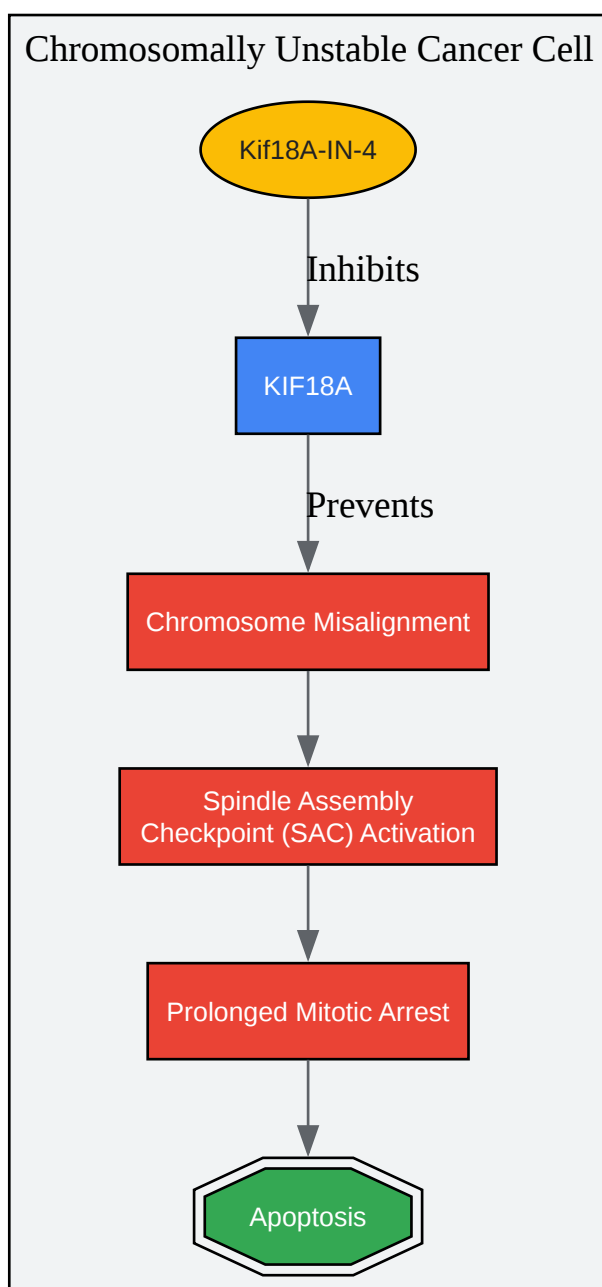 Chromosomally Unstable Cancer Cell
Kif18A-IN-4
Inhibits
KIF18A
Prevents
Chromosome Misalignment
Spindle Assembly
Checkpoint (SAC) Activation
Prolonged Mitotic Arrest
Apoptosis